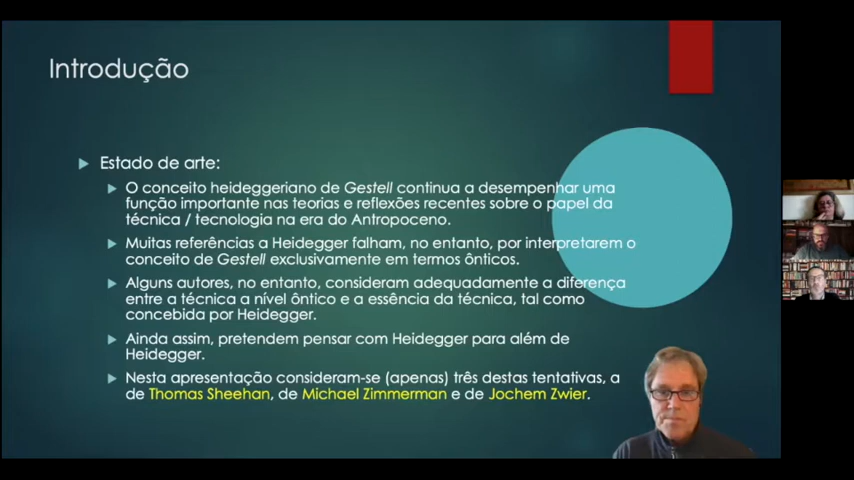 Introdução
Estado de arte:
O conceito heideggeriano de Gestell continua a desempenhar uma
função importante nas teorias e reflexões recentes sobre o papel da
técnica / tecnologia na era do Antropoceno.
Muitas referências a Heidegger falham, no entanto, por interpretarem o
conceito de Gestell exclusivamente em termos ônticos.
Alguns autores, no entanto, consideram adequadamente a diferença
entre a técnica a nível ôntico e a essência da técnica, tal como
concebida por Heidegger.
Ainda assim, pretendem pensar com Heidegger para além de
Heidegger.
Nesta apresentação consideram-se (apenas) três destas tentativas, a
de Thomas Sheehan, de Michael Zimmerman e de Jochem Zwier.